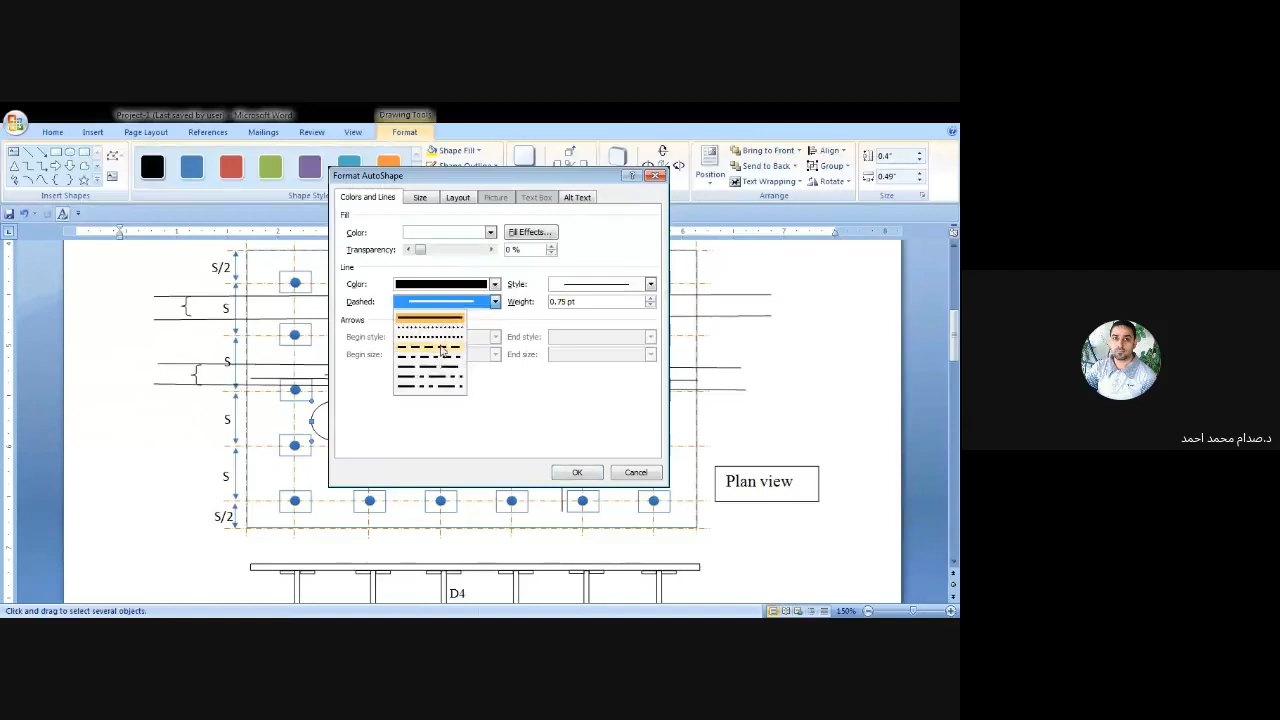 Project-1 (Last saved by user) - Microsoft Word
Drawing Tools
Home Insert Page Layout References Mailings Review View Format
Shape Fill
Bring to Front Align 0.4"
Send to Back Group
Position Text Wrapping Rotate 0.49"
Insert Shapes Shape Style Arrange Size
Format AutoShape
Colors and Lines Size Layout Picture Text Box Alt Text
Fill
Color: Fill Effects...
Transparency: 0 %
Line
Color: Style:
Dashed: Weight: 0.75 pt
Arrows
Begin style: End style:
Begin size: End size:
OK Cancel
S/2
S
S
S
S
S/2
Plan view
D4
Click and drag to select several objects. 150%
د.صدام محمد احمد